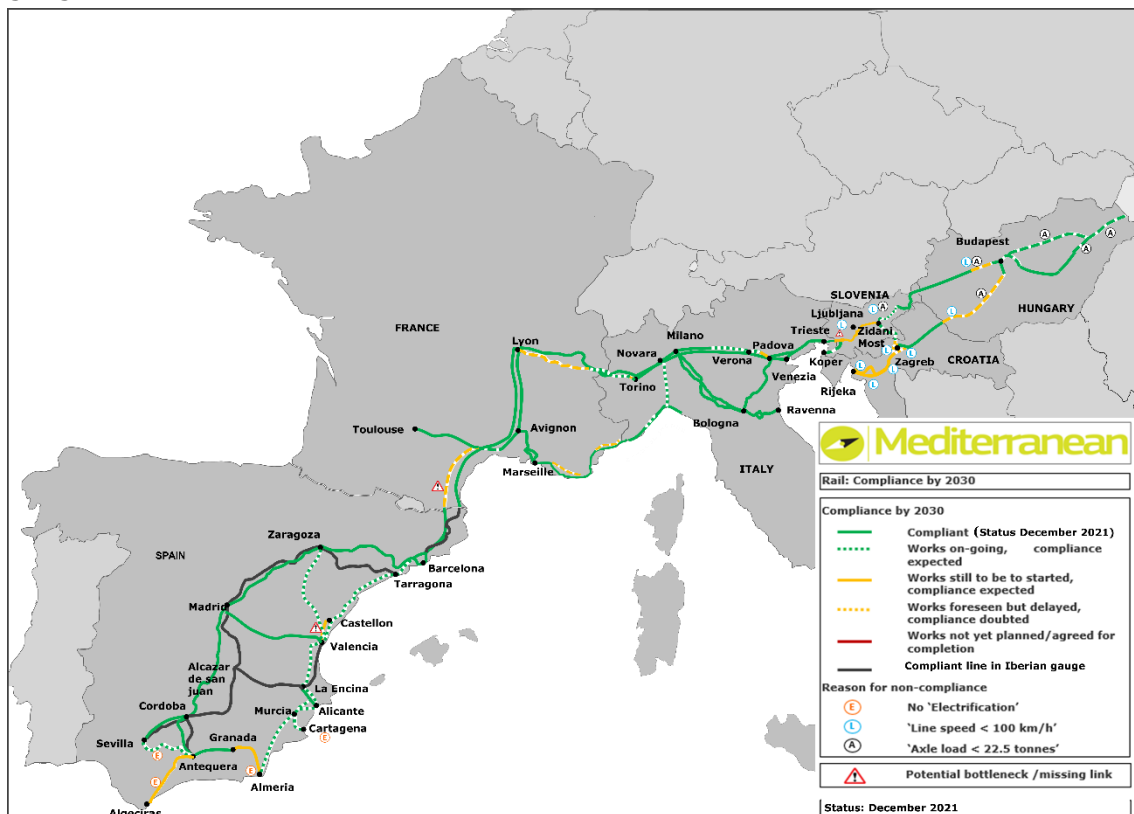 Budapest
SLOVENIA
Ljubljana
HUNGARY
FRANCE
Lyon
Milano
Trieste
Zidani
Most
Novara
Padova
Verona
Koper
Zagreb
CROATIA
Torino
Venezia
Rijeka
Toulouse
Avignon
Bologna
Ravenna
Marseille
ITALY
Zaragoza
SPAIN
Barcelona
Tarragona
Madrid
Castellon
Valencia
Alcazar
de san
juan
La Encina
Cordoba
Murcia
Alicante
Cartagena
Sevilla
Granada
Antequera
Almeria
Algeciras
A
A
A
L A
A
L
L A
L
L
L
L
L
L
E
E
E
E
Mediterranean
Rail: Compliance by 2030
Compliance by 2030
Compliant (Status December 2021)
Works on-going, compliance
expected
Works still to be to started,
compliance expected
Works foreseen but delayed,
compliance doubted
Works not yet planned/agreed for
completion
Compliant line in Iberian gauge
Reason for non-compliance
E No 'Electrification'
L 'Line speed < 100 km/h'
A 'Axle load < 22.5 tonnes'
! Potential bottleneck /missing link
Status: December 2021